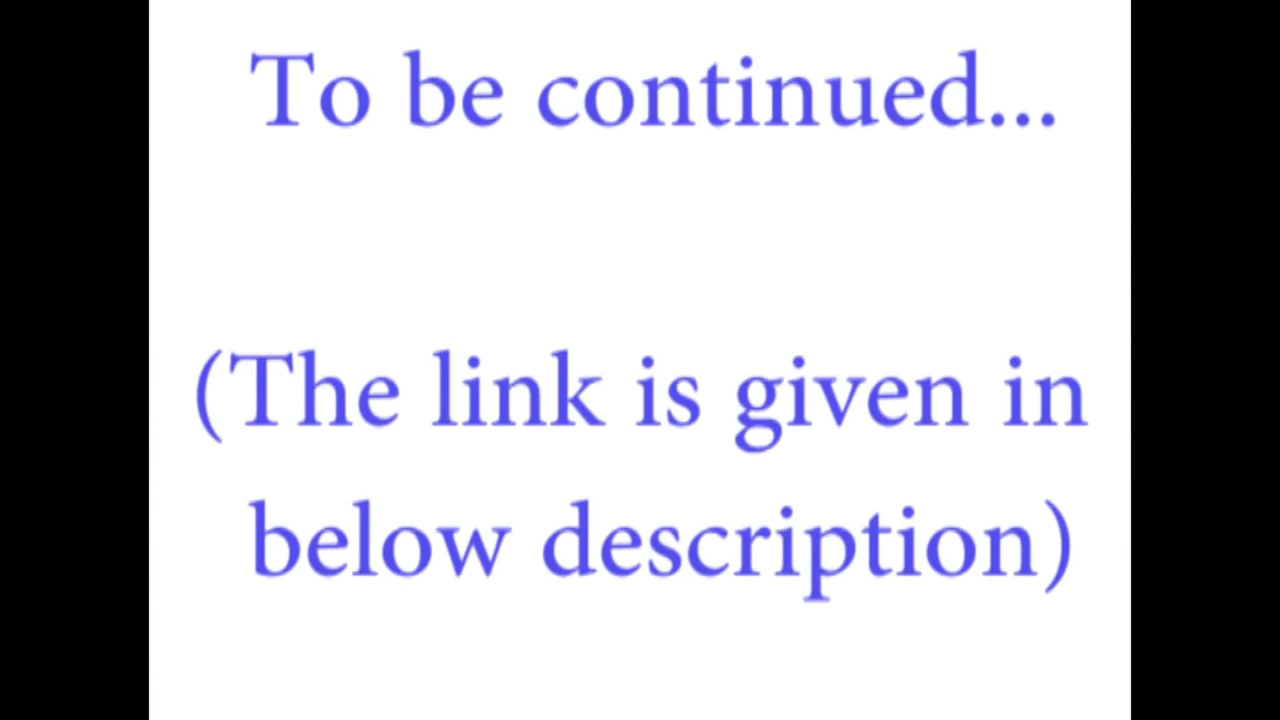 To be continued...
(The link is given in
below description)